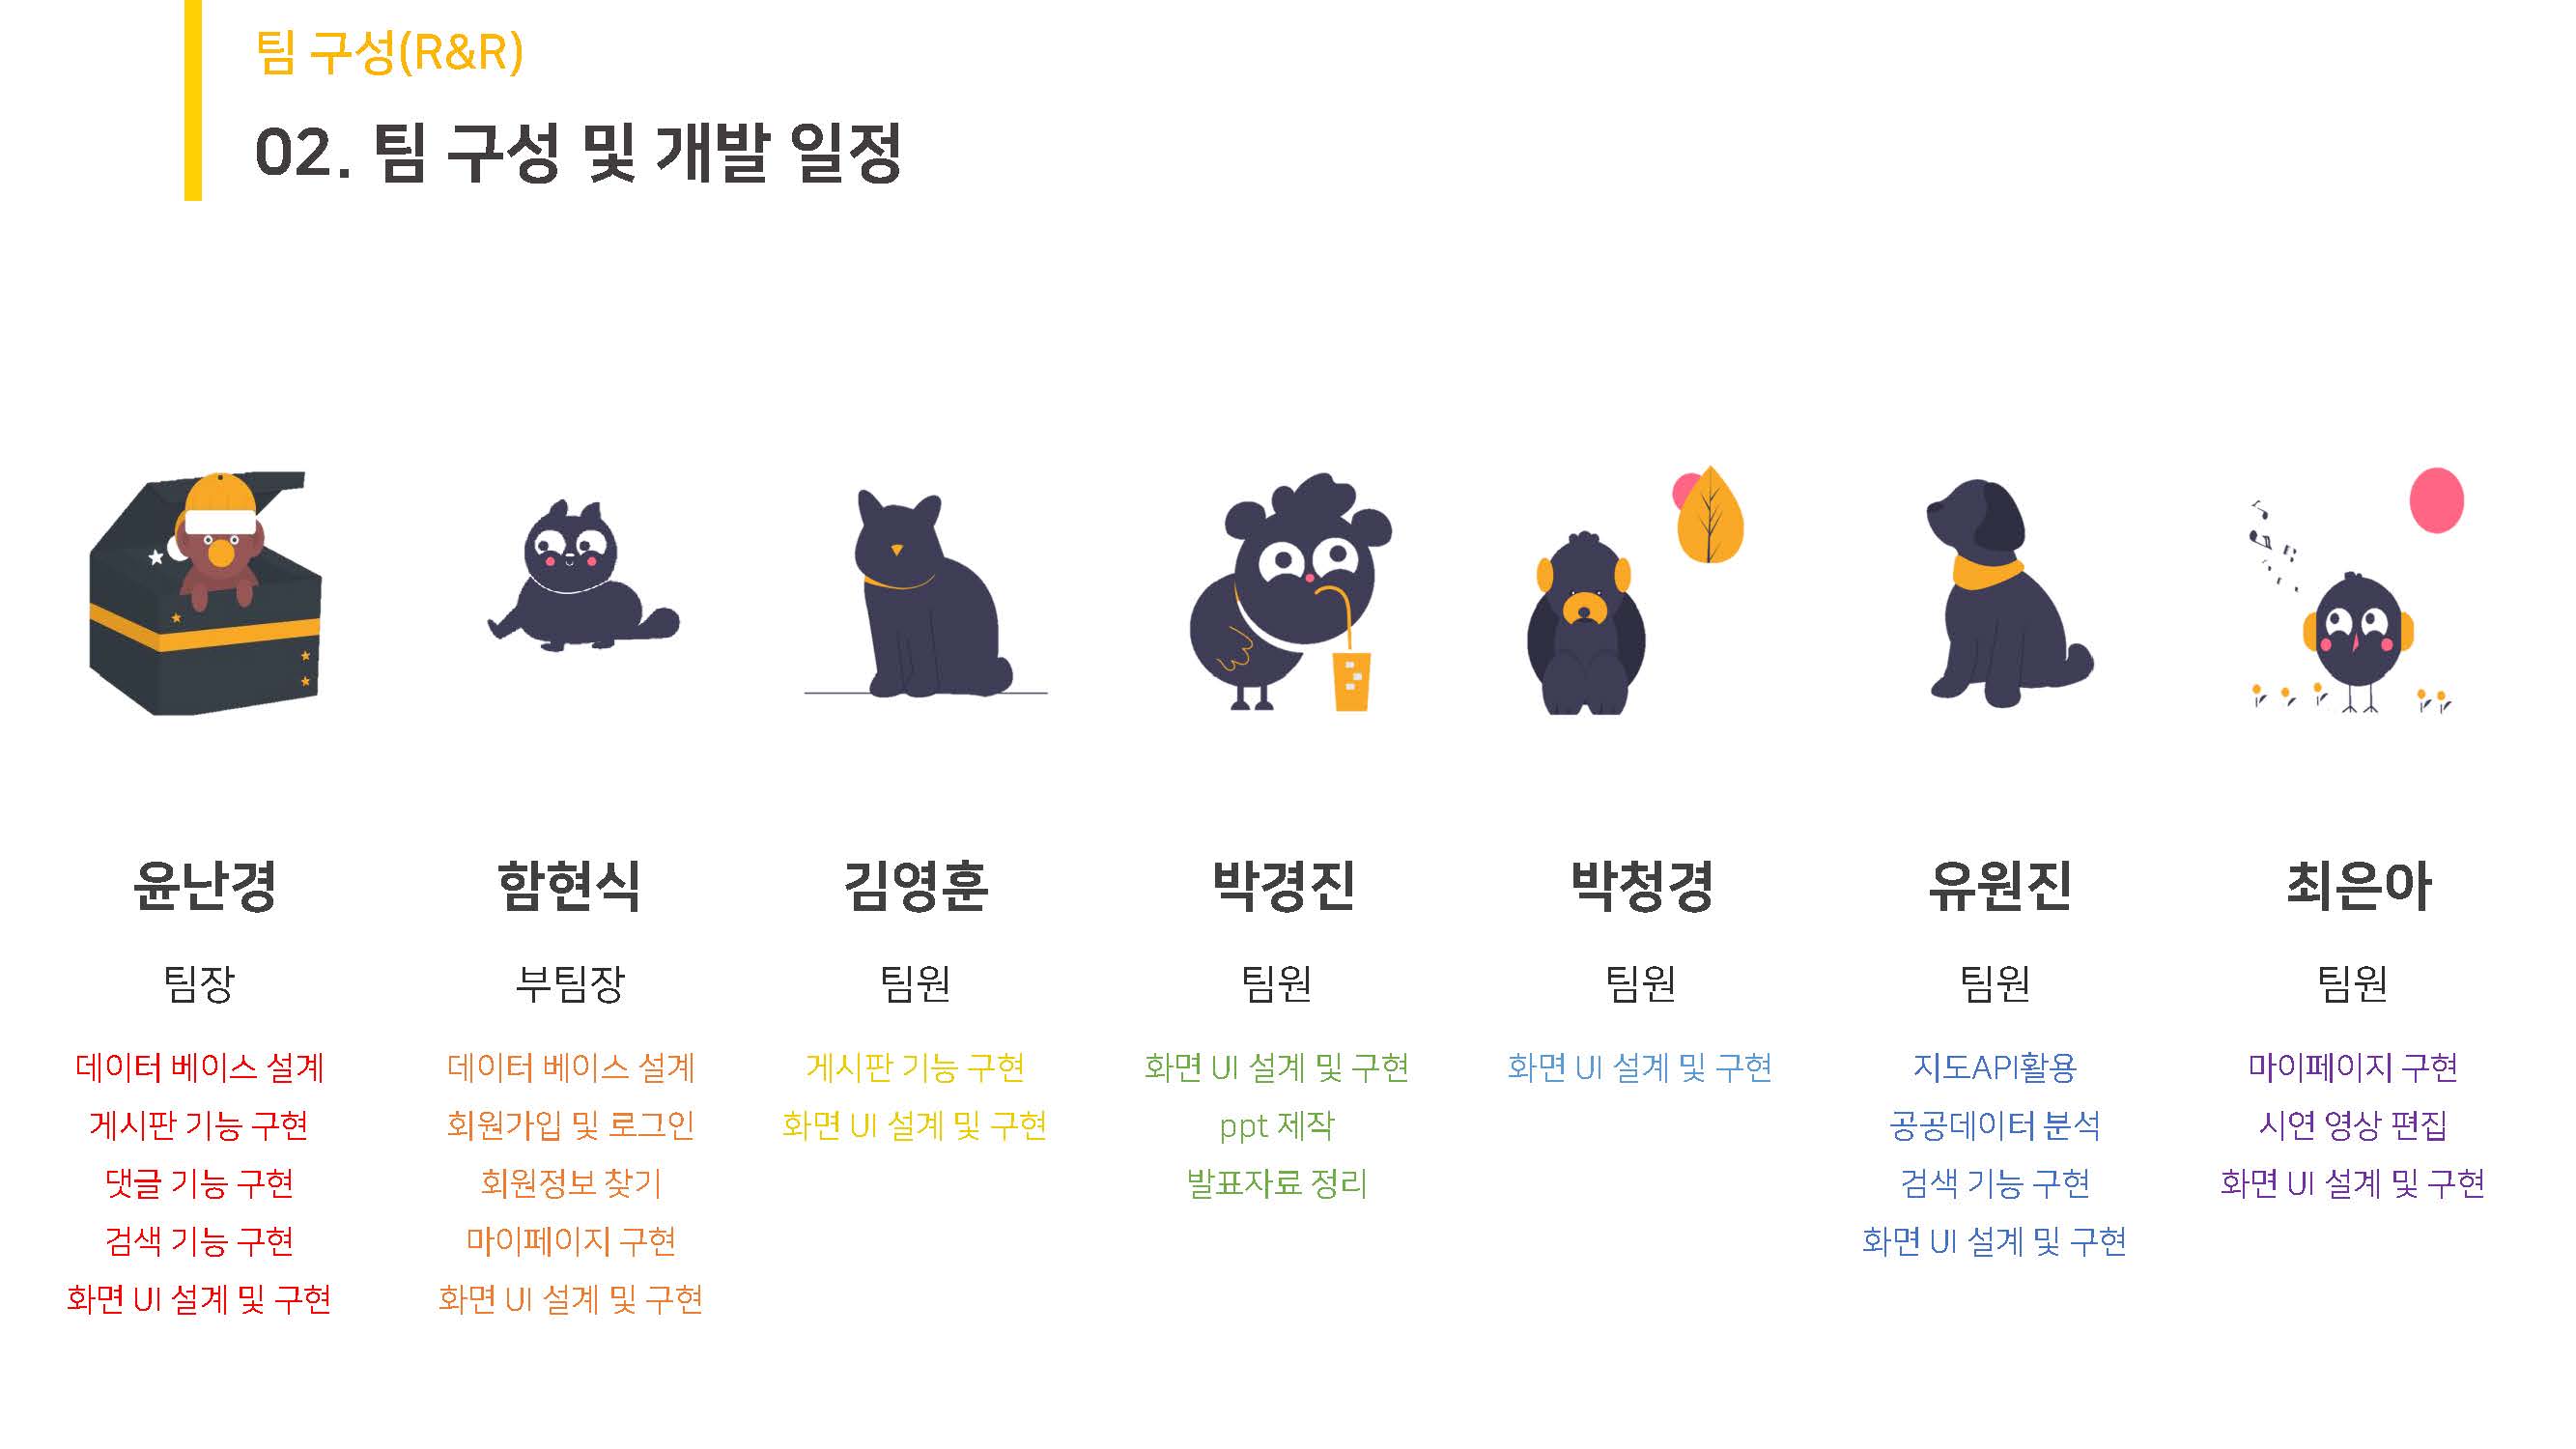 팀 구성(R&R)
02. 팀 구성 및 개발 일정
윤난경
팀장
데이터 베이스 설계
게시판 기능 구현
댓글 기능 구현
검색 기능 구현
화면 UI 설계 및 구현
함현식
부팀장
데이터 베이스 설계
회원가입 및 로그인
회원정보 찾기
마이페이지 구현
화면 UI 설계 및 구현
김영훈
팀원
게시판 기능 구현
화면 UI 설계 및 구현
박경진
팀원
화면 UI 설계 및 구현
ppt 제작
발표자료 정리
박청경
팀원
화면 UI 설계 및 구현
유원진
팀원
지도API활용
공공데이터 분석
검색 기능 구현
화면 UI 설계 및 구현
최은아
팀원
마이페이지 구현
시연 영상 편집
화면 UI 설계 및 구현